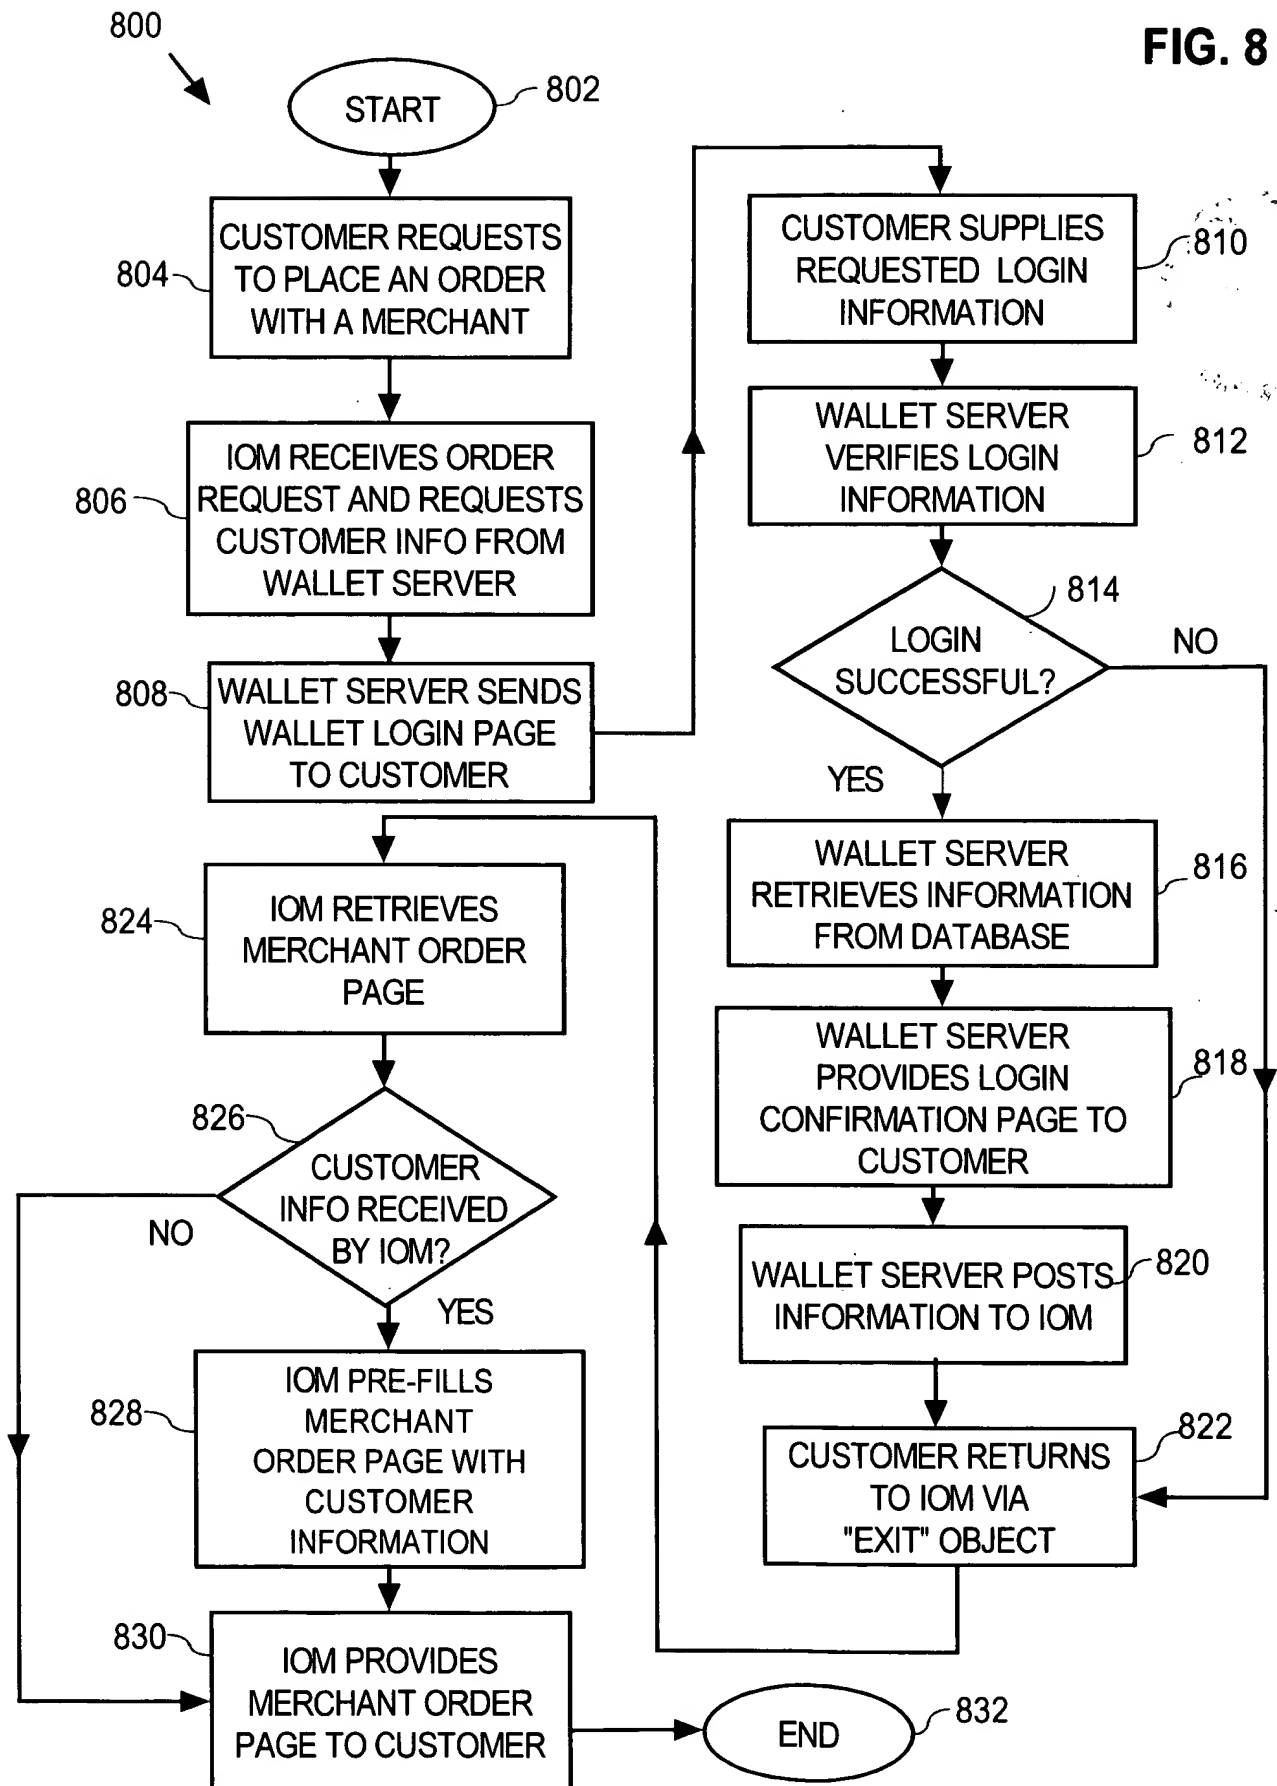 FIG. 8
800
START
802
CUSTOMER REQUESTS
TO PLACE AN ORDER
WITH A MERCHANT
804
IOM RECEIVES ORDER
REQUEST AND REQUESTS
CUSTOMER INFO FROM
WALLET SERVER
806
WALLET SERVER SENDS
WALLET LOGIN PAGE
TO CUSTOMER
808
CUSTOMER SUPPLIES
REQUESTED LOGIN
INFORMATION
810
WALLET SERVER
VERIFIES LOGIN
INFORMATION
812
LOGIN
SUCCESSFUL?
814
NO
YES
WALLET SERVER
RETRIEVES INFORMATION
FROM DATABASE
816
WALLET SERVER
PROVIDES LOGIN
CONFIRMATION PAGE TO
CUSTOMER
818
WALLET SERVER POSTS
INFORMATION TO IOM
820
CUSTOMER RETURNS
TO IOM VIA
"EXIT" OBJECT
822
IOM RETRIEVES
MERCHANT ORDER
PAGE
824
CUSTOMER
INFO RECEIVED
BY IOM?
826
NO
YES
IOM PRE-FILLS
MERCHANT
ORDER PAGE WITH
CUSTOMER
INFORMATION
828
IOM PROVIDES
MERCHANT ORDER
PAGE TO CUSTOMER
830
END
832